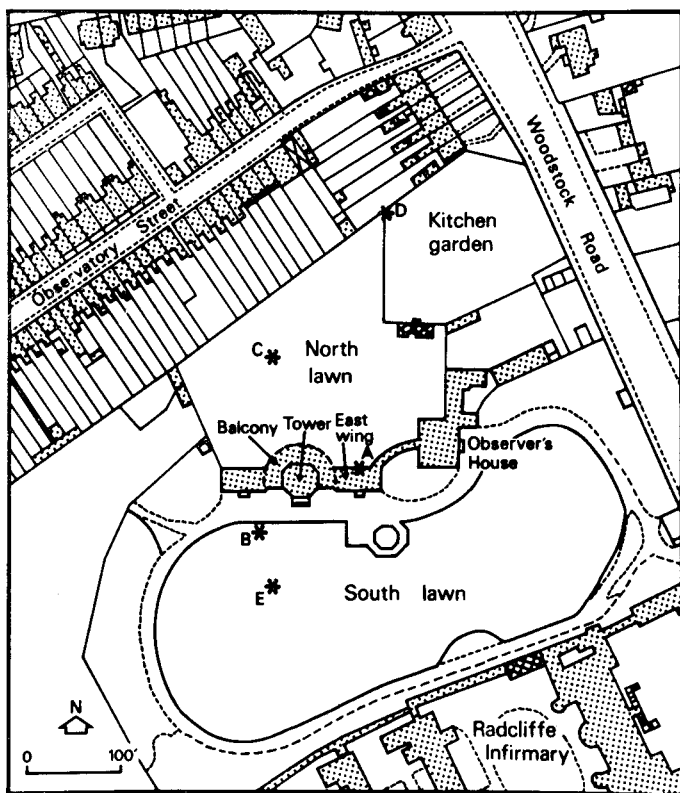 Woodstock
Road
Observatory Street
D
Kitchen
garden
C
North
lawn
Balcony
Tower
East
wing
A
Observer's
House
B
E
South lawn
N
0 100'
Radcliffe
Infirmary